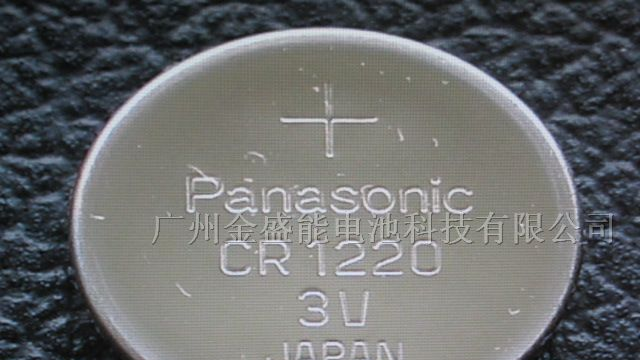 +
Panasonic
广州金盛能电池科技有限公司
CR 1220
3V
JAPAN